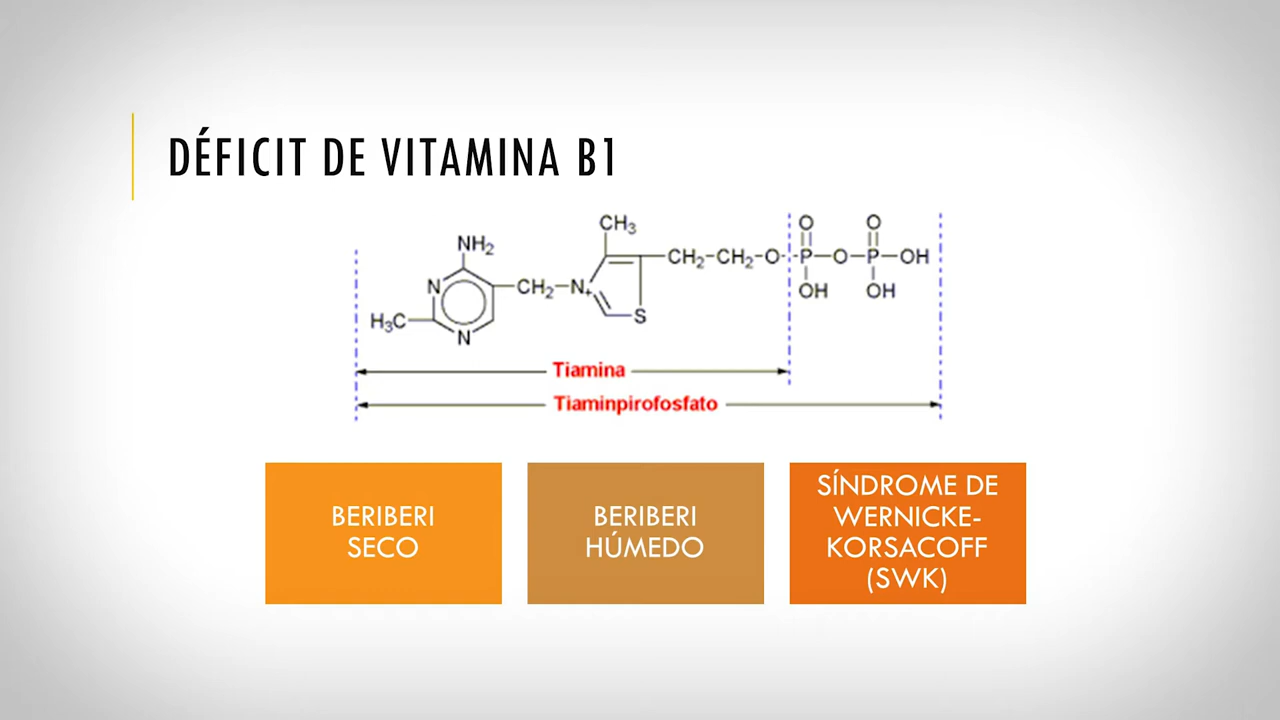 DÉFICIT DE VITAMINA B1
CH3
O O
NH2
CH2-CH2-O P O P OH
N CH2 N+
OH OH
H3C N S
Tiamina
Tiaminpirofosfato
BERIBERI
SECO
BERIBERI
HÚMEDO
SÍNDROME DE
WERNICKE-
KORSACOFF
(SWK)